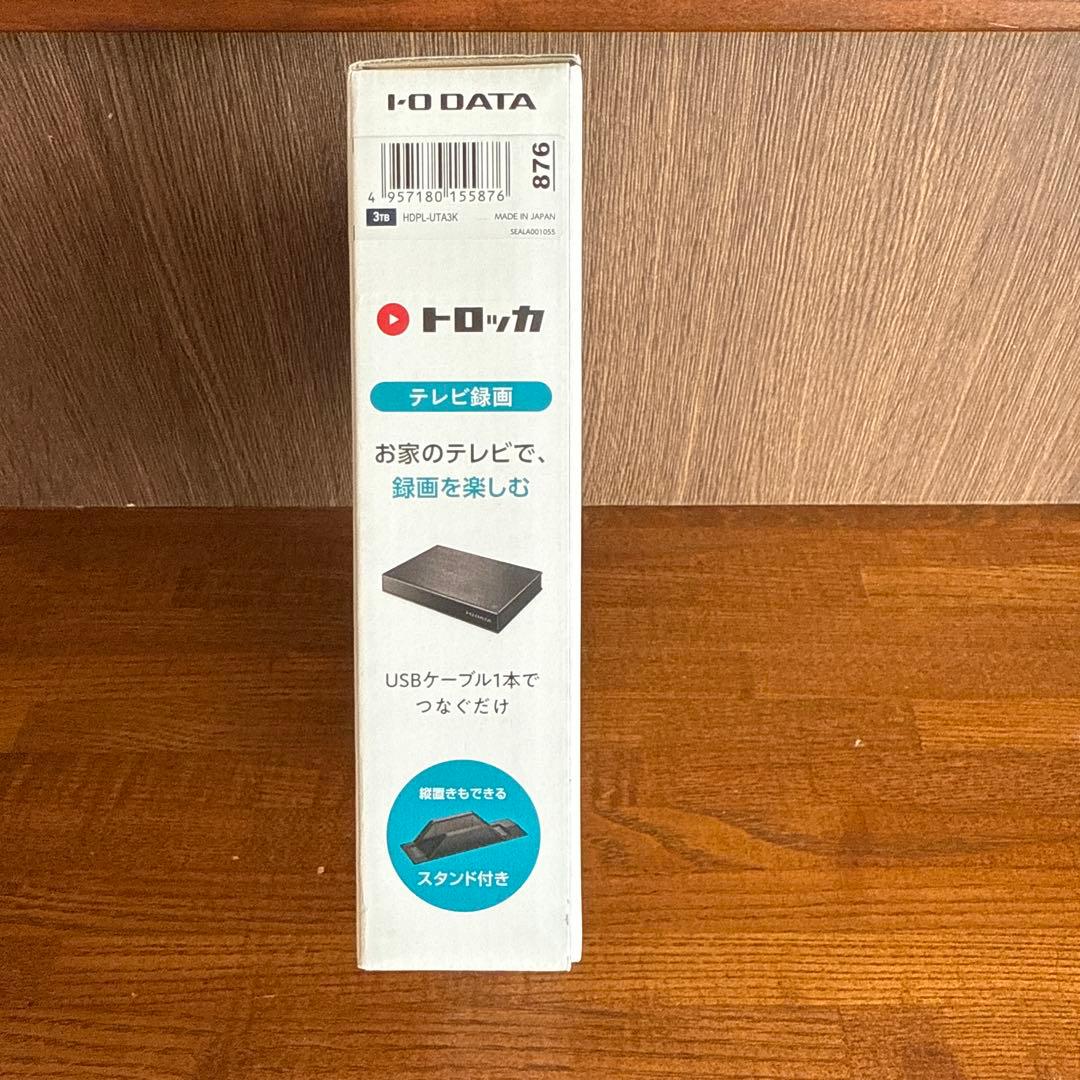 I-O DATA
876
4 957180 155876
3TB HDPL-UTA3K MADE IN JAPAN
SEALA001055
トロッカ
テレビ録画
お家のテレビで、
録画を楽しむ
I-O DATA
USBケーブル1本で
つなぐだけ
縦置きもできる
スタンド付き